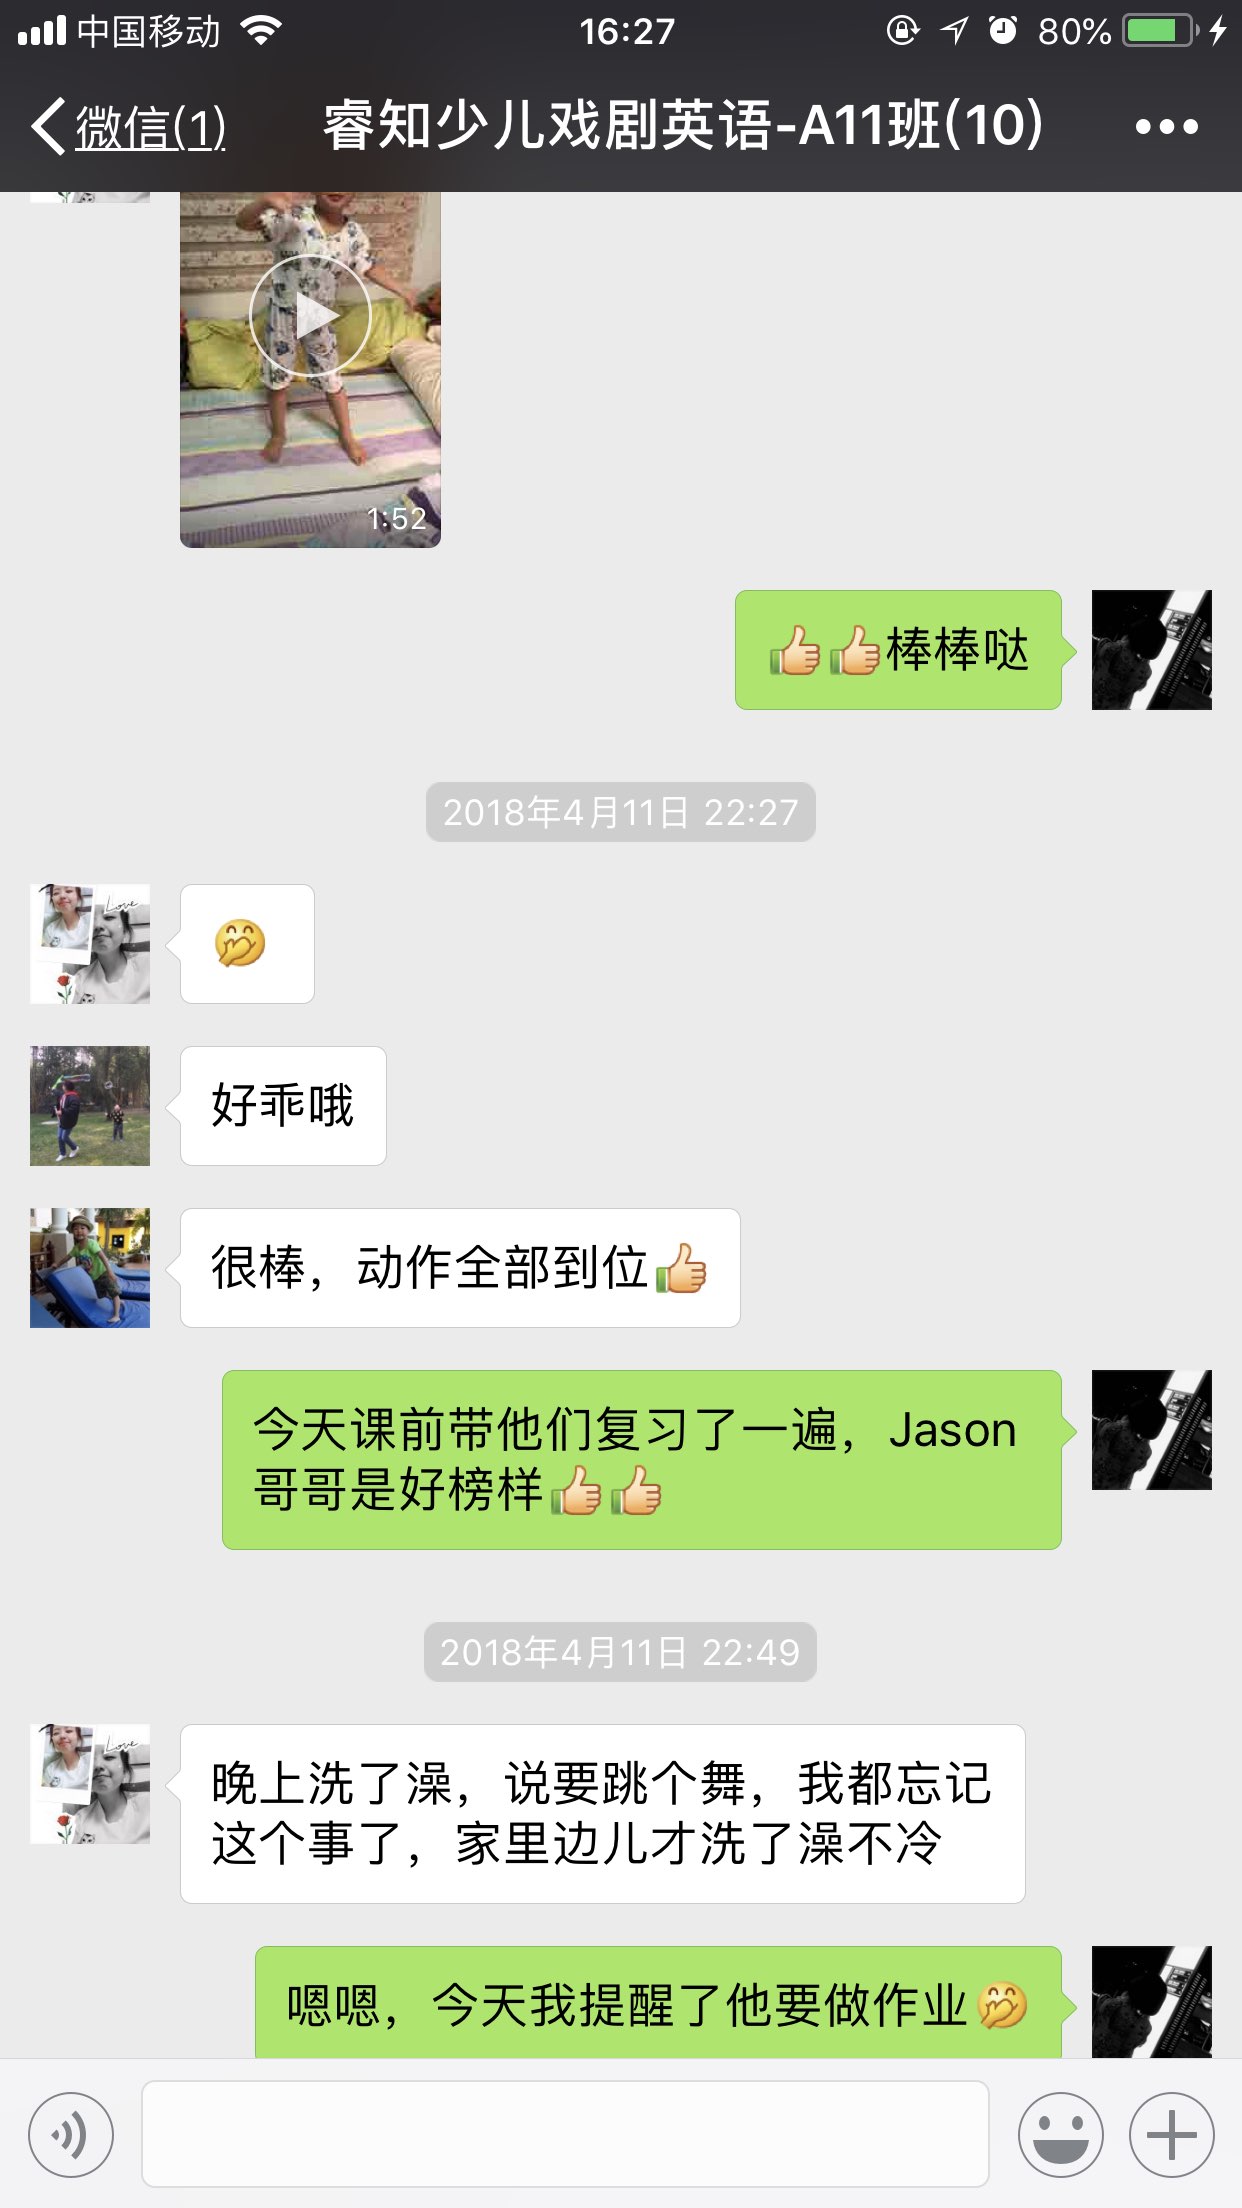 中国移动
16:27
80%
微信(1)
睿知少儿戏剧英语-A11班(10)
1:52
👍👍棒棒哒
2018年4月11日 22:27
Love
🤭
好乖哦
很棒，动作全部到位👍
今天课前带他们复习了一遍，Jason
哥哥是好榜样👍👍
2018年4月11日 22:49
Love
晚上洗了澡，说要跳个舞，我都忘记
这个事了，家里边儿才洗了澡不冷
嗯嗯，今天我提醒了他要做作业🤭